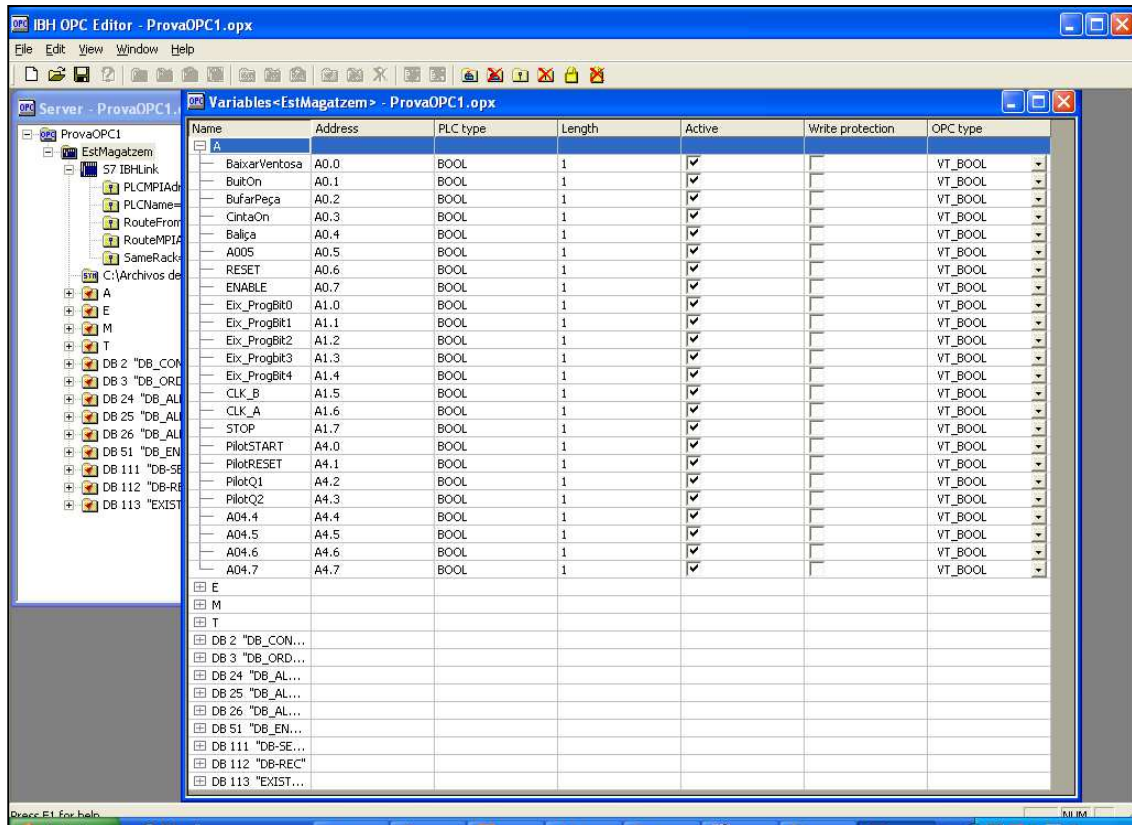 IBH OPC Editor - ProvaOPC1.opx
File Edit View Window Help
Server - ProvaOPC1.
ProvaOPC1
EstMagatzem
S7 IBHLink
PLCMPIAdr
PLCName=
RouteFrom
RouteMPIA
SameRack
C:\Archivos de
A
E
M
T
DB 2 "DB_CON
DB 3 "DB_ORD
DB 24 "DB_AL
DB 25 "DB_AL
DB 26 "DB_AL
DB 51 "DB_EN
DB 111 "DB-SE
DB 112 "DB-RE
DB 113 "EXIST
Variables<EstMagatzem> - ProvaOPC1.opx
Name Address PLC type Length Active Write protection OPC type
A
BaixarVentosa A0.0 BOOL 1 VT_BOOL
BuitOn A0.1 BOOL 1 VT_BOOL
BufarPeça A0.2 BOOL 1 VT_BOOL
CintaOn A0.3 BOOL 1 VT_BOOL
Baliça A0.4 BOOL 1 VT_BOOL
A005 A0.5 BOOL 1 VT_BOOL
RESET A0.6 BOOL 1 VT_BOOL
ENABLE A0.7 BOOL 1 VT_BOOL
Eix_ProgBit0 A1.0 BOOL 1 VT_BOOL
Eix_ProgBit1 A1.1 BOOL 1 VT_BOOL
Eix_ProgBit2 A1.2 BOOL 1 VT_BOOL
Eix_Progbit3 A1.3 BOOL 1 VT_BOOL
Eix_ProgBit4 A1.4 BOOL 1 VT_BOOL
CLK_B A1.5 BOOL 1 VT_BOOL
CLK_A A1.6 BOOL 1 VT_BOOL
STOP A1.7 BOOL 1 VT_BOOL
PilotSTART A4.0 BOOL 1 VT_BOOL
PilotRESET A4.1 BOOL 1 VT_BOOL
PilotQ1 A4.2 BOOL 1 VT_BOOL
PilotQ2 A4.3 BOOL 1 VT_BOOL
A04.4 A4.4 BOOL 1 VT_BOOL
A04.5 A4.5 BOOL 1 VT_BOOL
A04.6 A4.6 BOOL 1 VT_BOOL
A04.7 A4.7 BOOL 1 VT_BOOL
E
M
T
DB 2 "DB_CON...
DB 3 "DB_ORD...
DB 24 "DB_AL...
DB 25 "DB_AL...
DB 26 "DB_AL...
DB 51 "DB_EN...
DB 111 "DB-SE...
DB 112 "DB-REC"
DB 113 "EXIST...
Press F1 for help
NUM